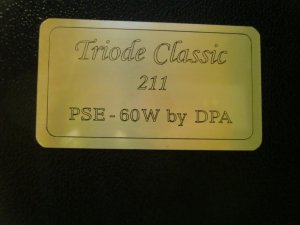 Triode Classic
211
PSE - 60W by DPA